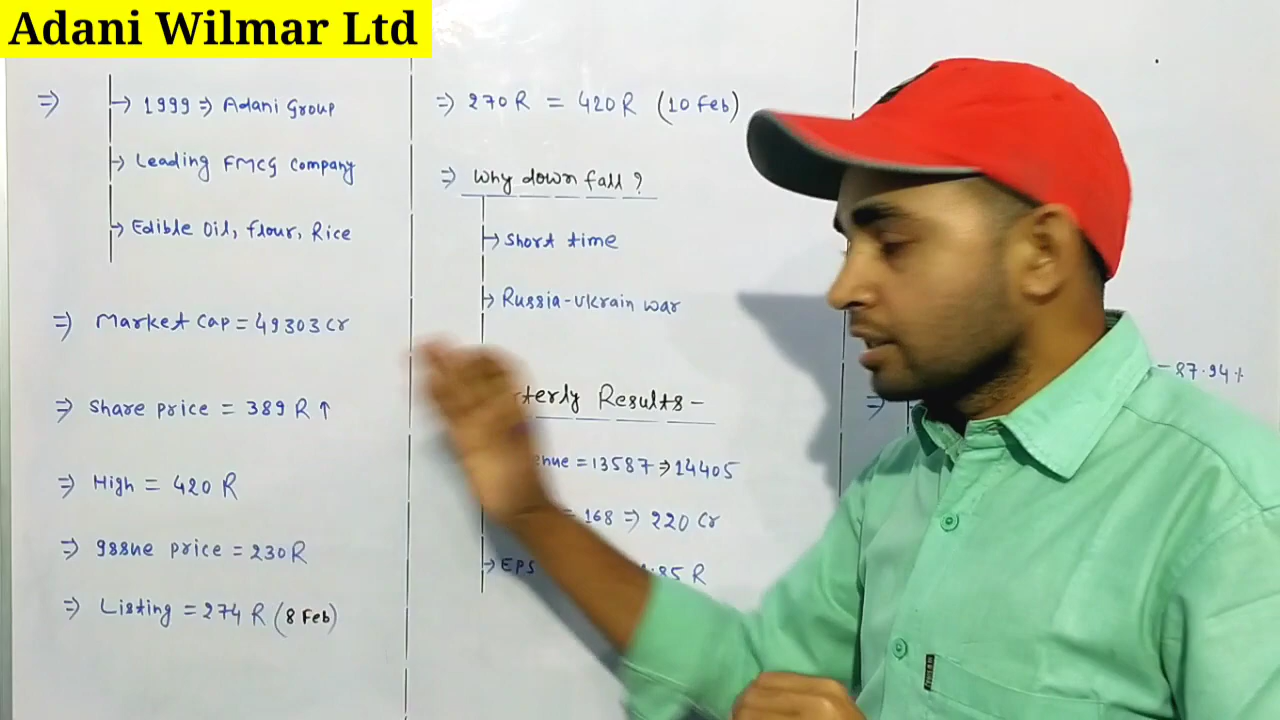 Adani Wilmar Ltd
⇒ → 1999 ⇒ Adani Group
→ Leading FMCG company
→ Edible Oil, flour, Rice
⇒ Market Cap = 49303 Cr
⇒ Share price = 389 R ↑
⇒ High = 420 R
⇒ Issue price = 230 R
⇒ Listing = 274 R (8 Feb)
⇒ 270 R = 420 R (10 Feb)
⇒ Why down fall ?
→ Short time
→ Russia-Ukrain war
Results -
= 13587 ⇒ 14405
= 168 ⇒ 220 Cr
→ EPS .85 R
- 87.94 %
⇒